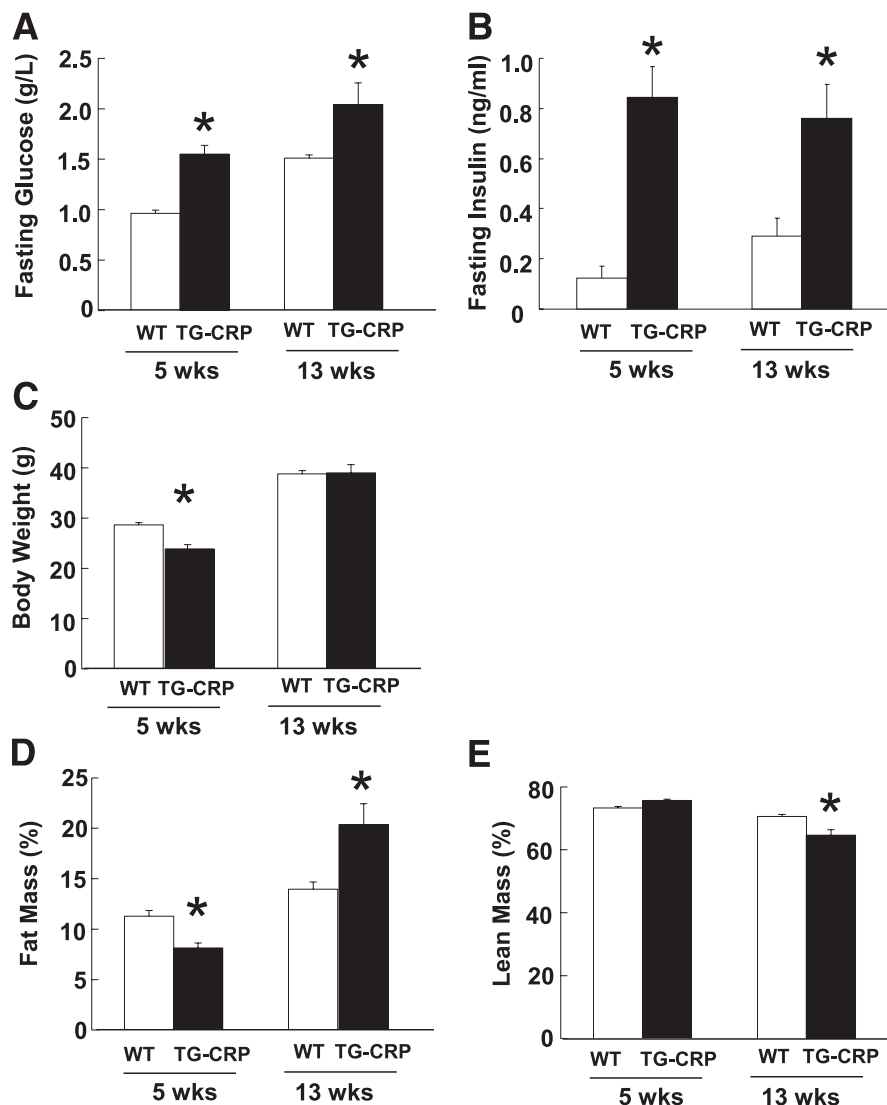 A
Fasting Glucose (g/L)
2.5
2.0
1.5
1.0
0.5
0
*
*
WT TG-CRP WT TG-CRP
5 wks 13 wks
B
Fasting Insulin (ng/ml)
1.0
0.8
0.6
0.4
0.2
0
*
*
WT TG-CRP WT TG-CRP
5 wks 13 wks
C
Body Weight (g)
50
40
30
20
10
0
*
WT TG-CRP WT TG-CRP
5 wks 13 wks
D
Fat Mass (%)
25
20
15
10
5
0
*
*
WT TG-CRP WT TG-CRP
5 wks 13 wks
E
Lean Mass (%)
80
60
40
20
0
*
WT TG-CRP WT TG-CRP
5 wks 13 wks